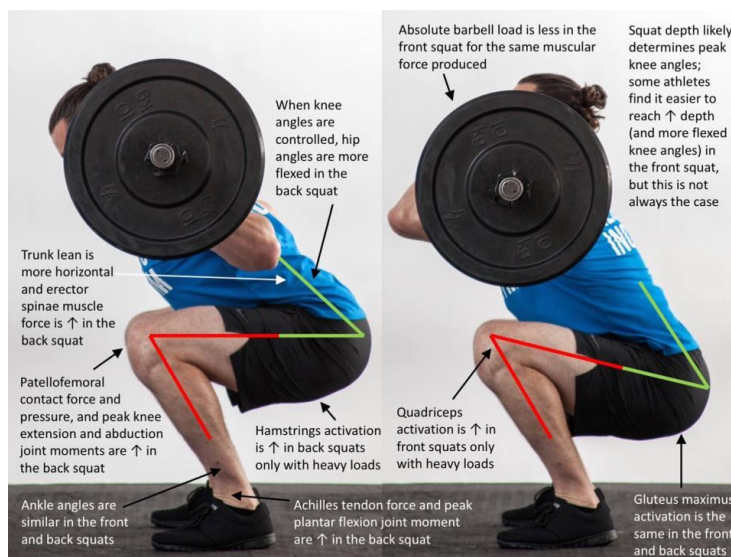 When knee
angles are
controlled, hip
angles are more
flexed in the
back squat
Trunk lean is
more horizontal
and erector
spinae muscle
force is ↑ in the
back squat
Patellofemoral
contact force and
pressure, and peak knee
extension and abduction
joint moments are ↑ in
the back squat
Hamstrings activation
is ↑ in back squats
only with heavy loads
Ankle angles are
similar in the front
and back squats
Achilles tendon force and peak
plantar flexion joint moment
are ↑ in the back squat
Absolute barbell load is less in the
front squat for the same muscular
force produced
Squat depth likely
determines peak
knee angles;
some athletes
find it easier to
reach ↑ depth
(and more flexed
knee angles) in
the front squat,
but this is not
always the case
Quadriceps
activation is ↑ in
front squats only
with heavy loads
Gluteus maximus
activation is the
same in the front
and back squats